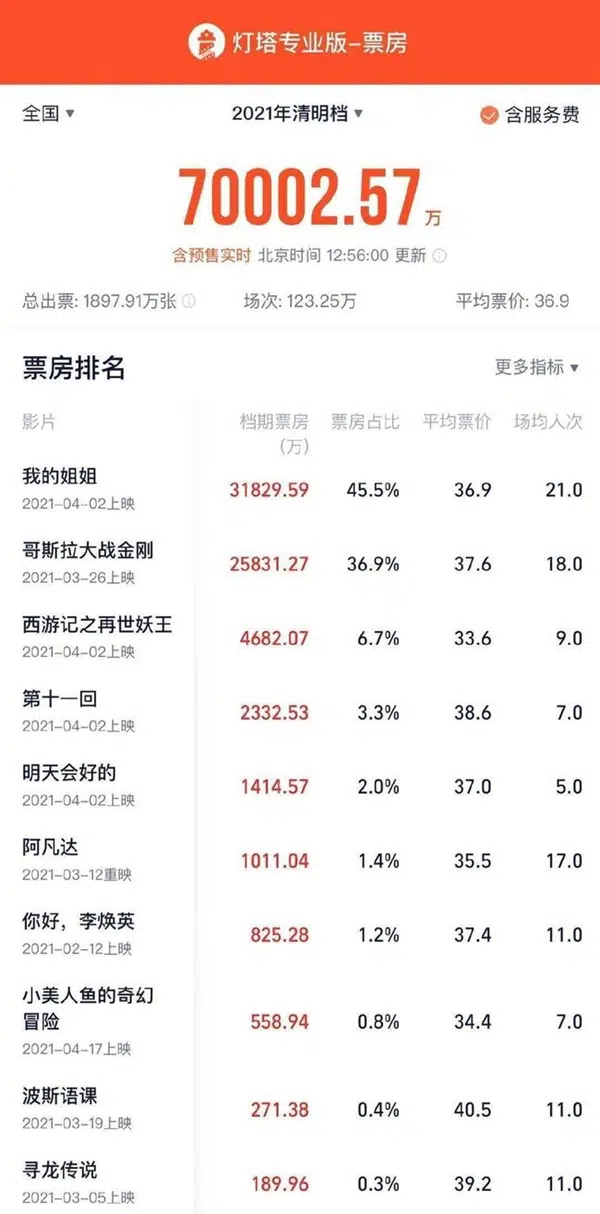 灯塔专业版-票房
全国▼ 2021年清明档▼ 含服务费
70002.57万
含预售实时 北京时间 12:56:00 更新
总出票: 1897.91万张 场次: 123.25万 平均票价: 36.9
票房排名 更多指标▼
影片 档期票房 票房占比 平均票价 场均人次
(万)
我的姐姐
2021-04-02上映
31829.59 45.5% 36.9 21.0
哥斯拉大战金刚
2021-03-26上映
25831.27 36.9% 37.6 18.0
西游记之再世妖王
2021-04-02上映
4682.07 6.7% 33.6 9.0
第十一回
2021-04-02上映
2332.53 3.3% 38.6 7.0
明天会好的
2021-04-02上映
1414.57 2.0% 37.0 5.0
阿凡达
2021-03-12重映
1011.04 1.4% 35.5 17.0
你好，李焕英
2021-02-12上映
825.28 1.2% 37.4 11.0
小美人鱼的奇幻
冒险
2021-04-17上映
558.94 0.8% 34.4 7.0
波斯语课
2021-03-19上映
271.38 0.4% 40.5 11.0
寻龙传说
2021-03-05上映
189.96 0.3% 39.2 11.0